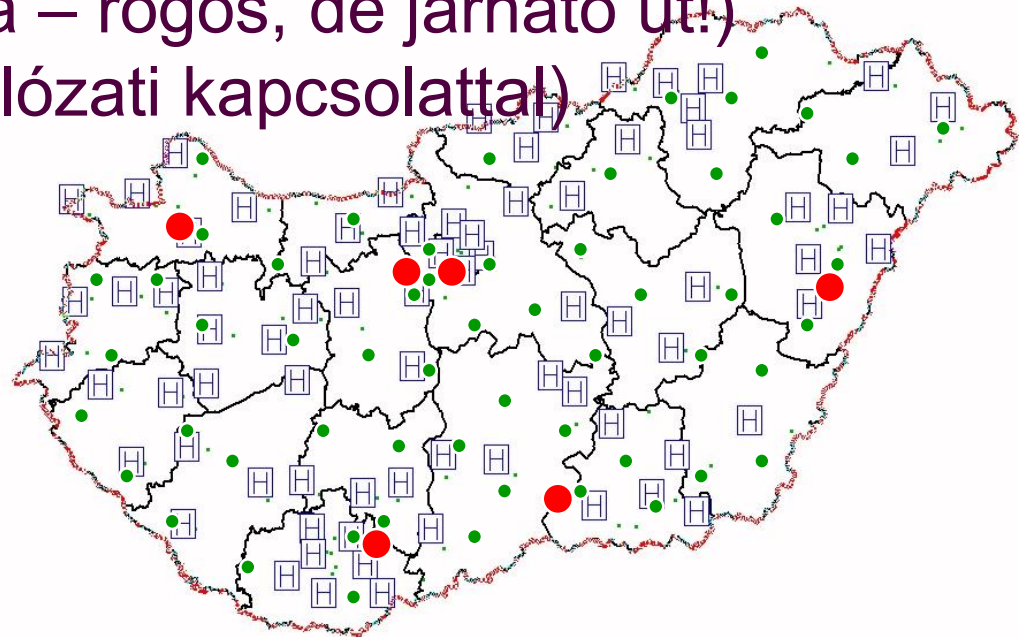 a – rögös, de járható út!)
lózati kapcsolattal)
H H H H H H H H H H H H H H H H H H H H H H H H H H H H H H H H H H H H H H H H H H H H H H H H H H H H H H H H H H H H H H H H H H